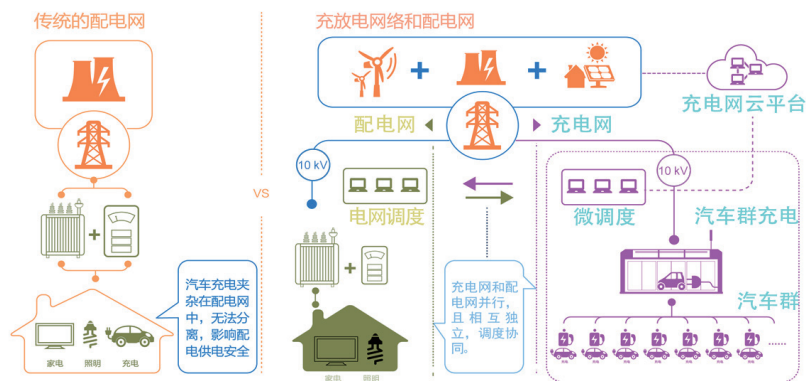 传统的配电网
汽车充电夹
杂在配电网
中，无法分
离，影响配
电供电安全
家电
照明
充电
VS
充放电网络和配电网
充电网云平台
配电网
充电网
10 kV
10 kV
电网调度
微调度
汽车群充电
充电网和配
电网并行，
且相互独
立，调度协
同。
汽车群
家电
照明